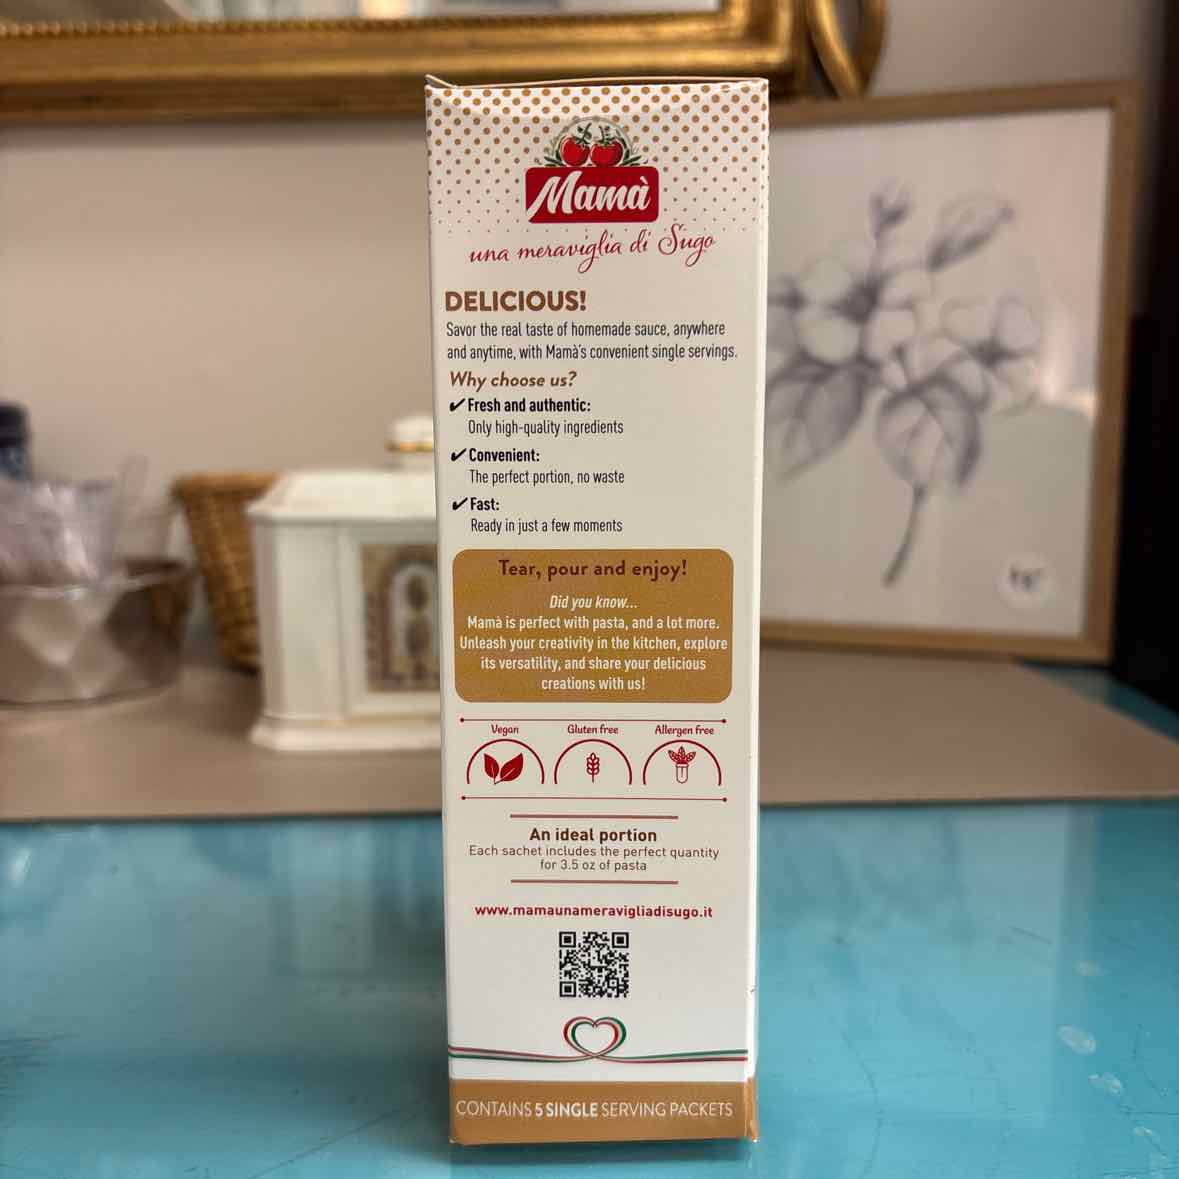 Mamà
una meraviglia di Sugo
DELICIOUS!
Savor the real taste of homemade sauce, anywhere
and anytime, with Mamà's convenient single servings.
Why choose us?
✔ Fresh and authentic:
Only high-quality ingredients
✔ Convenient:
The perfect portion, no waste
✔ Fast:
Ready in just a few moments
Tear, pour and enjoy!
Did you know...
Mamà is perfect with pasta, and a lot more.
Unleash your creativity in the kitchen, explore
its versatility, and share your delicious
creations with us!
Vegan Gluten free Allergen free
An ideal portion
Each sachet includes the perfect quantity
for 3.5 oz of pasta
www.mamaunameravigliadisugo.it
CONTAINS 5 SINGLE SERVING PACKETS